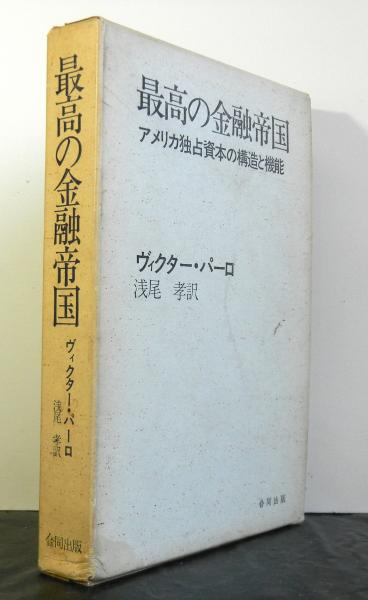 最高の金融帝国
アメリカ独占資本の構造と機能
ヴィクター・パーロ
浅尾 孝訳
合同出版
最高の金融帝国
ヴィクター・パーロ
浅尾 孝訳
合同出版